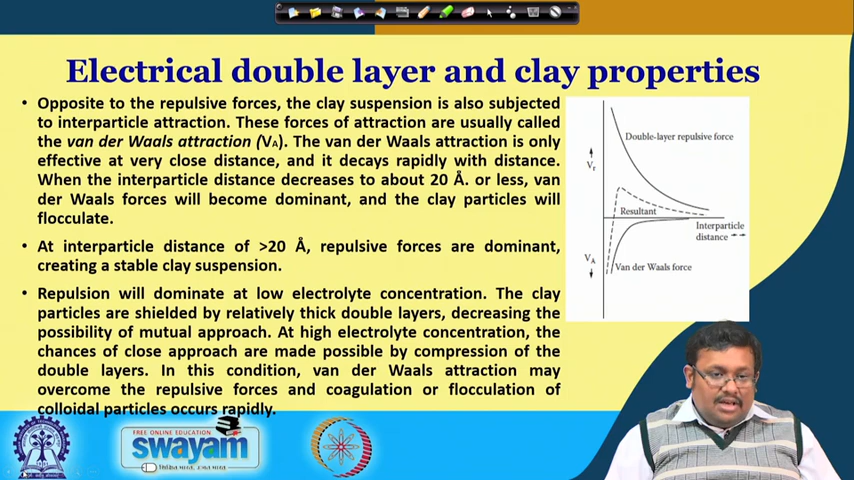 Electrical double layer and clay properties
• Opposite to the repulsive forces, the clay suspension is also subjected
to interparticle attraction. These forces of attraction are usually called
the van der Waals attraction (VA). The van der Waals attraction is only
effective at very close distance, and it decays rapidly with distance.
When the interparticle distance decreases to about 20 Å. or less, van
der Waals forces will become dominant, and the clay particles will
flocculate.
• At interparticle distance of >20 Å, repulsive forces are dominant,
creating a stable clay suspension.
• Repulsion will dominate at low electrolyte concentration. The clay
particles are shielded by relatively thick double layers, decreasing the
possibility of mutual approach. At high electrolyte concentration, the
chances of close approach are made possible by compression of the
double layers. In this condition, van der Waals attraction may
overcome the repulsive forces and coagulation or flocculation of
colloidal particles occurs rapidly.
Double-layer repulsive force
Vr
Resultant
Interparticle
distance
VA
Van der Waals force
FREE ONLINE EDUCATION
swayam